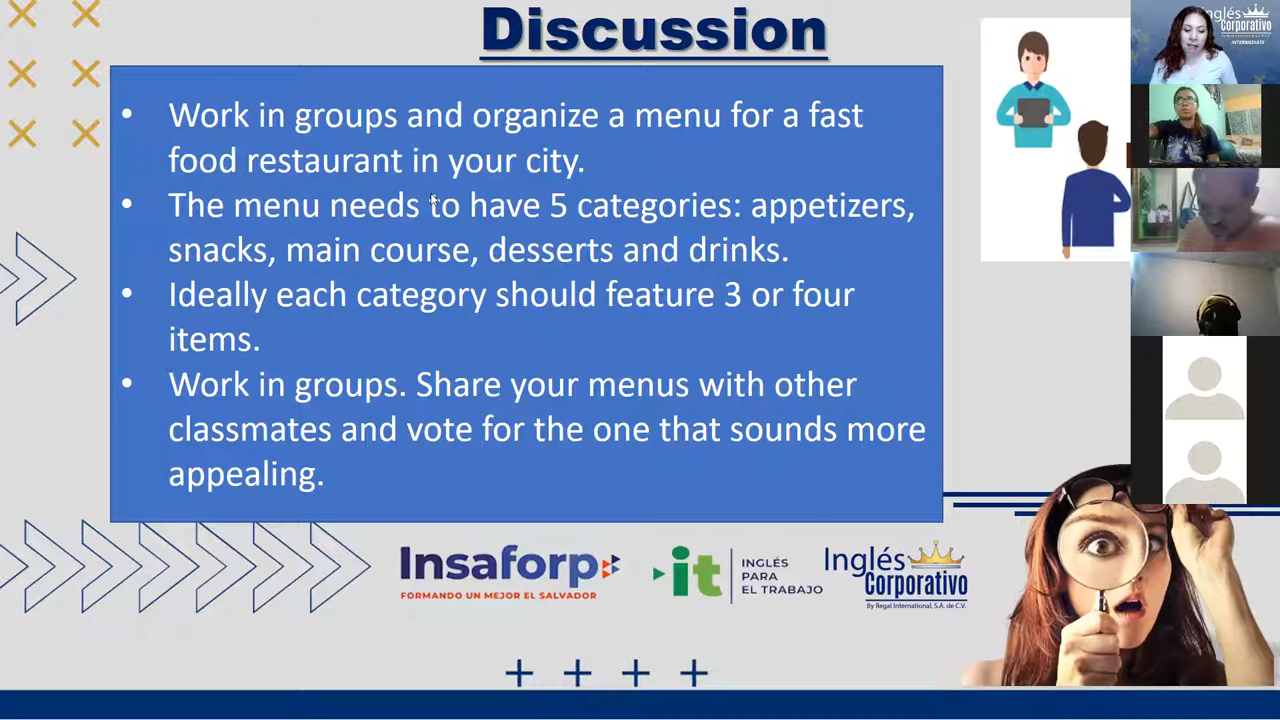 Discussion
• Work in groups and organize a menu for a fast
food restaurant in your city.
• The menu needs to have 5 categories: appetizers,
snacks, main course, desserts and drinks.
• Ideally each category should feature 3 or four
items.
• Work in groups. Share your menus with other
classmates and vote for the one that sounds more
appealing.
Insaforp
FORMANDO UN MEJOR EL SALVADOR
it
INGLÉS
PARA
EL TRABAJO
Inglés
Corporativo
By Regal International, S.A. de C.V.
Inglés
Corporativo
INTERMEDIATE